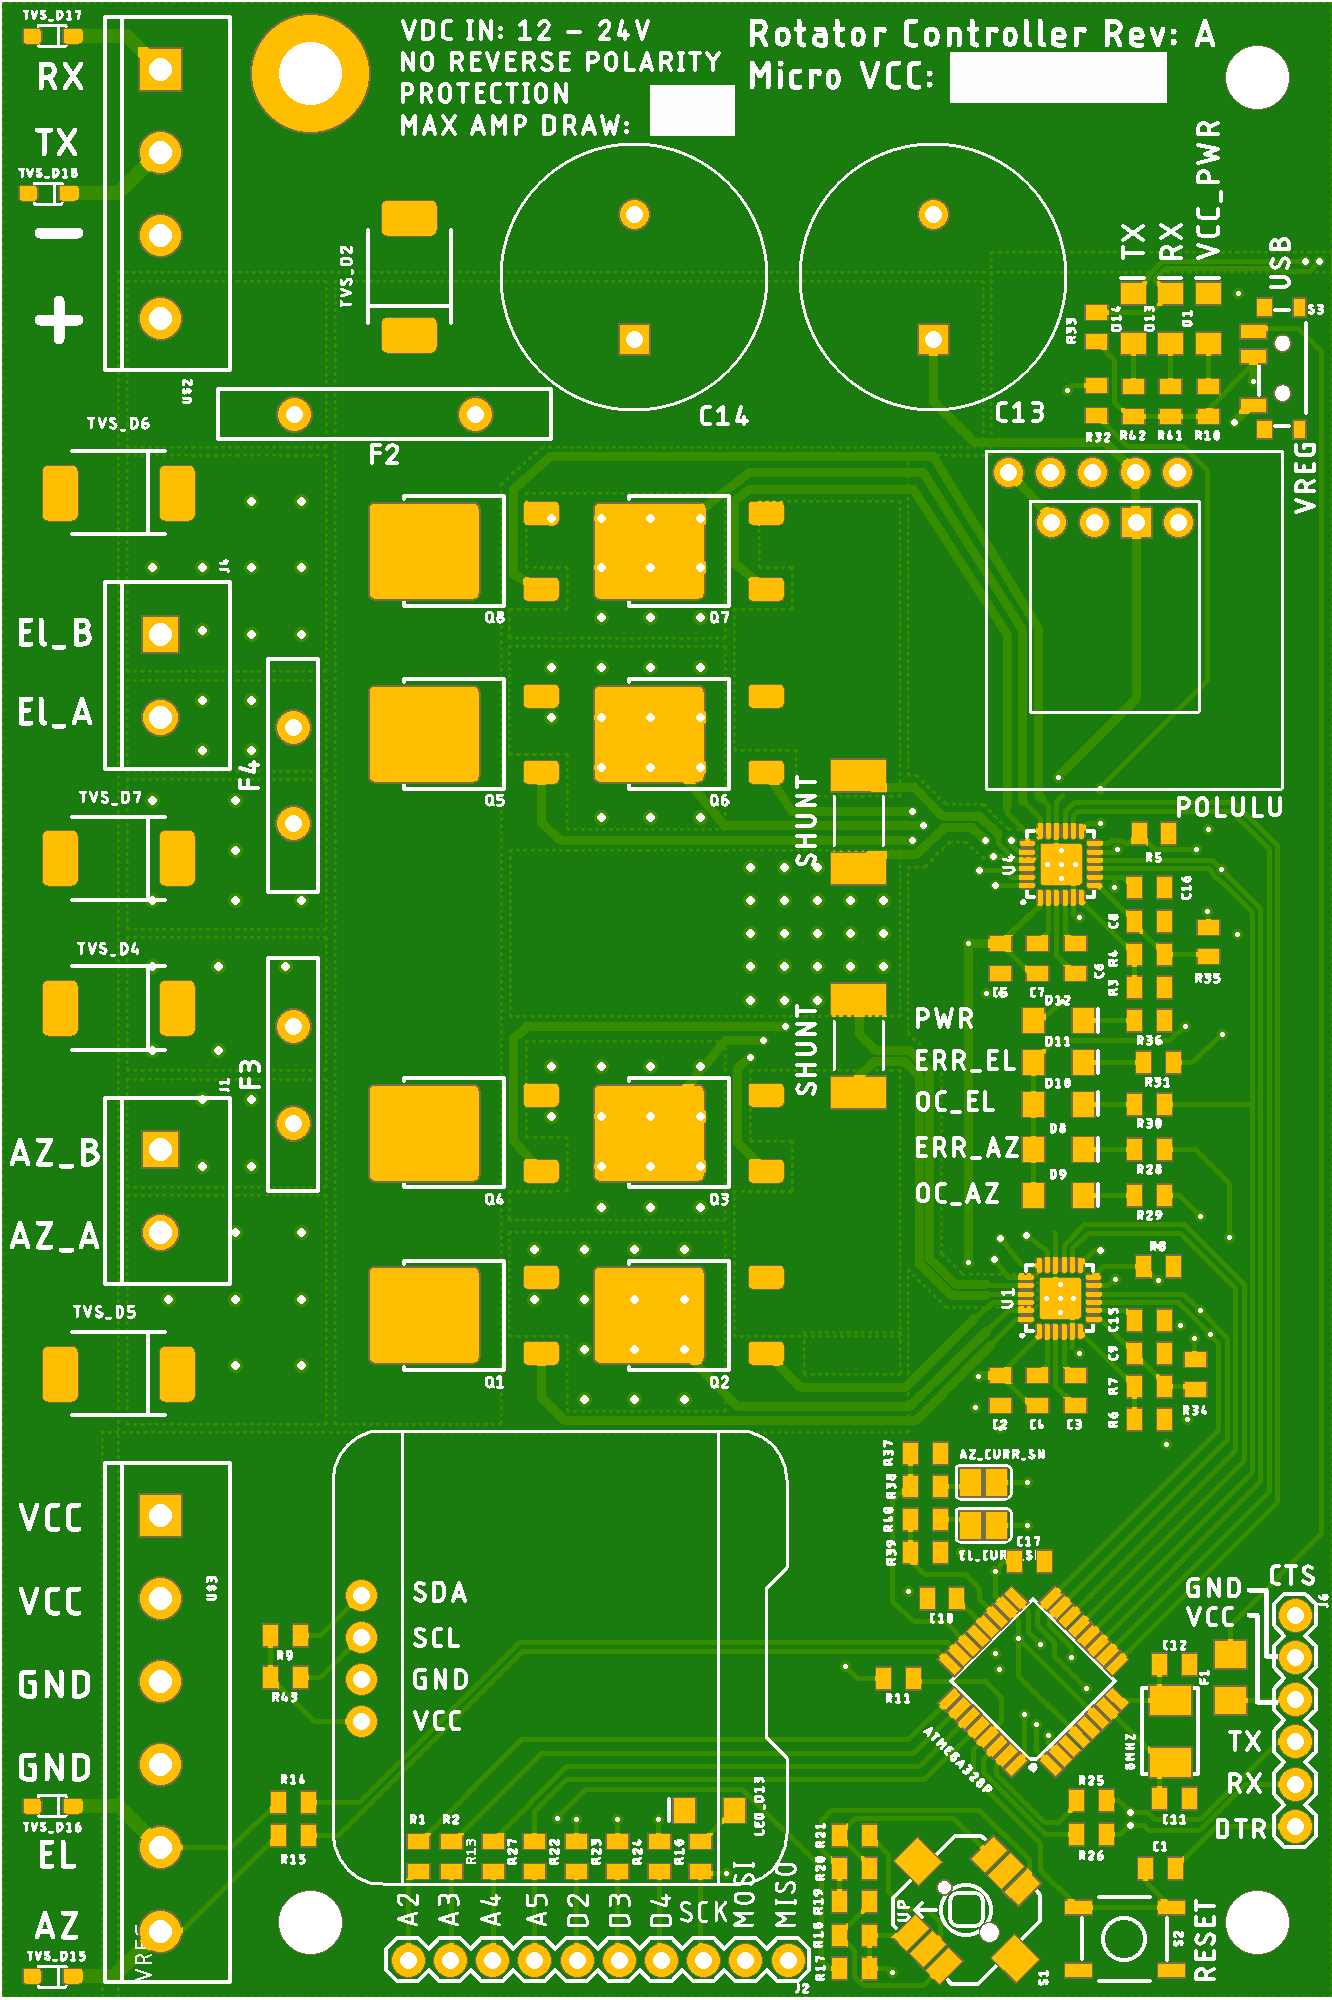 TVS_D17
RX
TX
TVS_D18
–
+
US2
VDC IN: 12 – 24V
NO REVERSE POLARITY
PROTECTION
MAX AMP DRAW:
Rotator Controller Rev: A
Micro VCC:
TVS_D2
C14
C13
TX
RX
VCC_PWR
USB
S3
R33
D14
D13
D1
R32
R42
R41
R10
VREG
F2
TVS_D6
J4
El_B
El_A
F4
TVS_D7
Q8
Q7
Q5
Q6
SHUNT
POLULU
U4
R5
C16
C8
R4
R3
R35
C7
C6
TVS_D4
F3
J1
AZ_B
AZ_A
TVS_D5
SHUNT
PWR
D12
R36
ERR_EL
D11
R31
OC_EL
D10
R30
ERR_AZ
D8
R28
OC_AZ
D9
R29
Q4
Q3
Q1
Q2
U1
C15
C9
R7
R6
R34
C2
C4
C3
R37
R38
R40
R39
AZ_CURR_SN
C17
C10
VCC
VCC
GND
GND
TVS_D16
EL
AZ
TVS_D15
US3
R9
R43
R14
R15
SDA
SCL
GND
VCC
R11
ATMEGA328P
CTS
GND
VCC
J6
C12
F1
8MHZ
C11
TX
RX
DTR
R25
R26
C1
LED_D13
R1
R2
R13
R27
R22
R23
R24
R16
A2
A3
A4
A5
D2
D3
D4
SCK
MOSI
MISO
J2
R21
R20
R19
R18
R17
UP
S1
S2
RESET